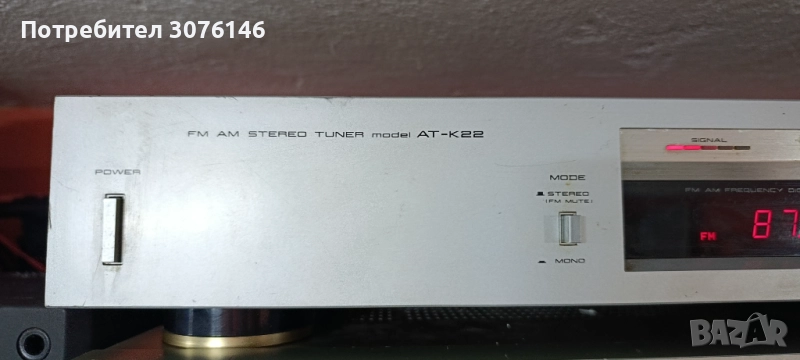 Потребител 3076146
FM AM STEREO TUNER model AT-K22
SIGNAL
POWER
MODE
STEREO
(FM MUTE)
FM AM FREQUENCY
FM 87
MONO
BAZAR